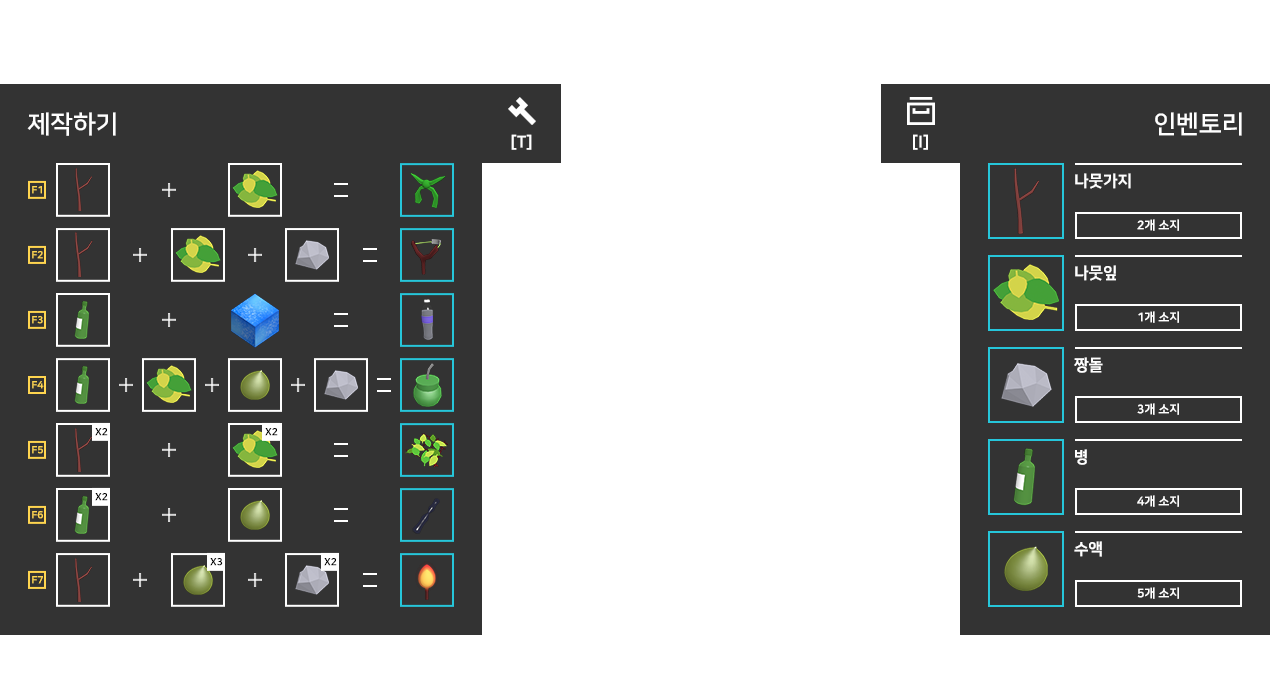 제작하기
[T]
F1
F2
F3
F4
F5
X2
X2
F6
X2
F7
X3
X2
[I]
인벤토리
나뭇가지
2개 소지
나뭇잎
1개 소지
짱돌
3개 소지
병
4개 소지
수액
5개 소지